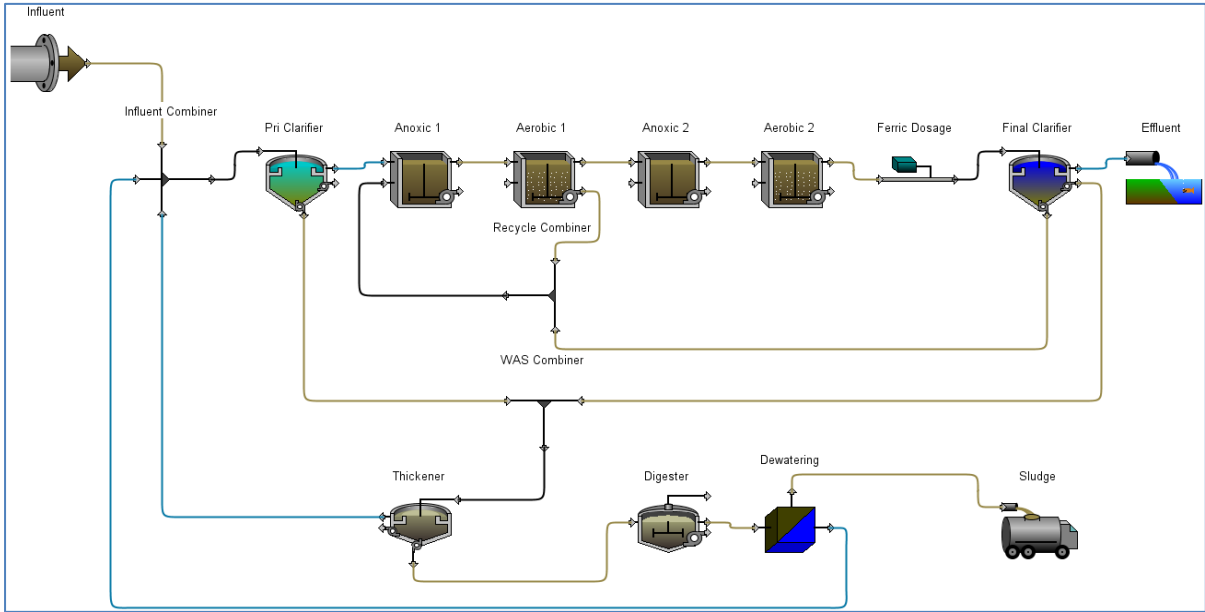 Influent
Influent Combiner
Pri Clarifier
Anoxic 1
Aerobic 1
Anoxic 2
Aerobic 2
Ferric Dosage
Final Clarifier
Effluent
Recycle Combiner
WAS Combiner
Thickener
Digester
Dewatering
Sludge